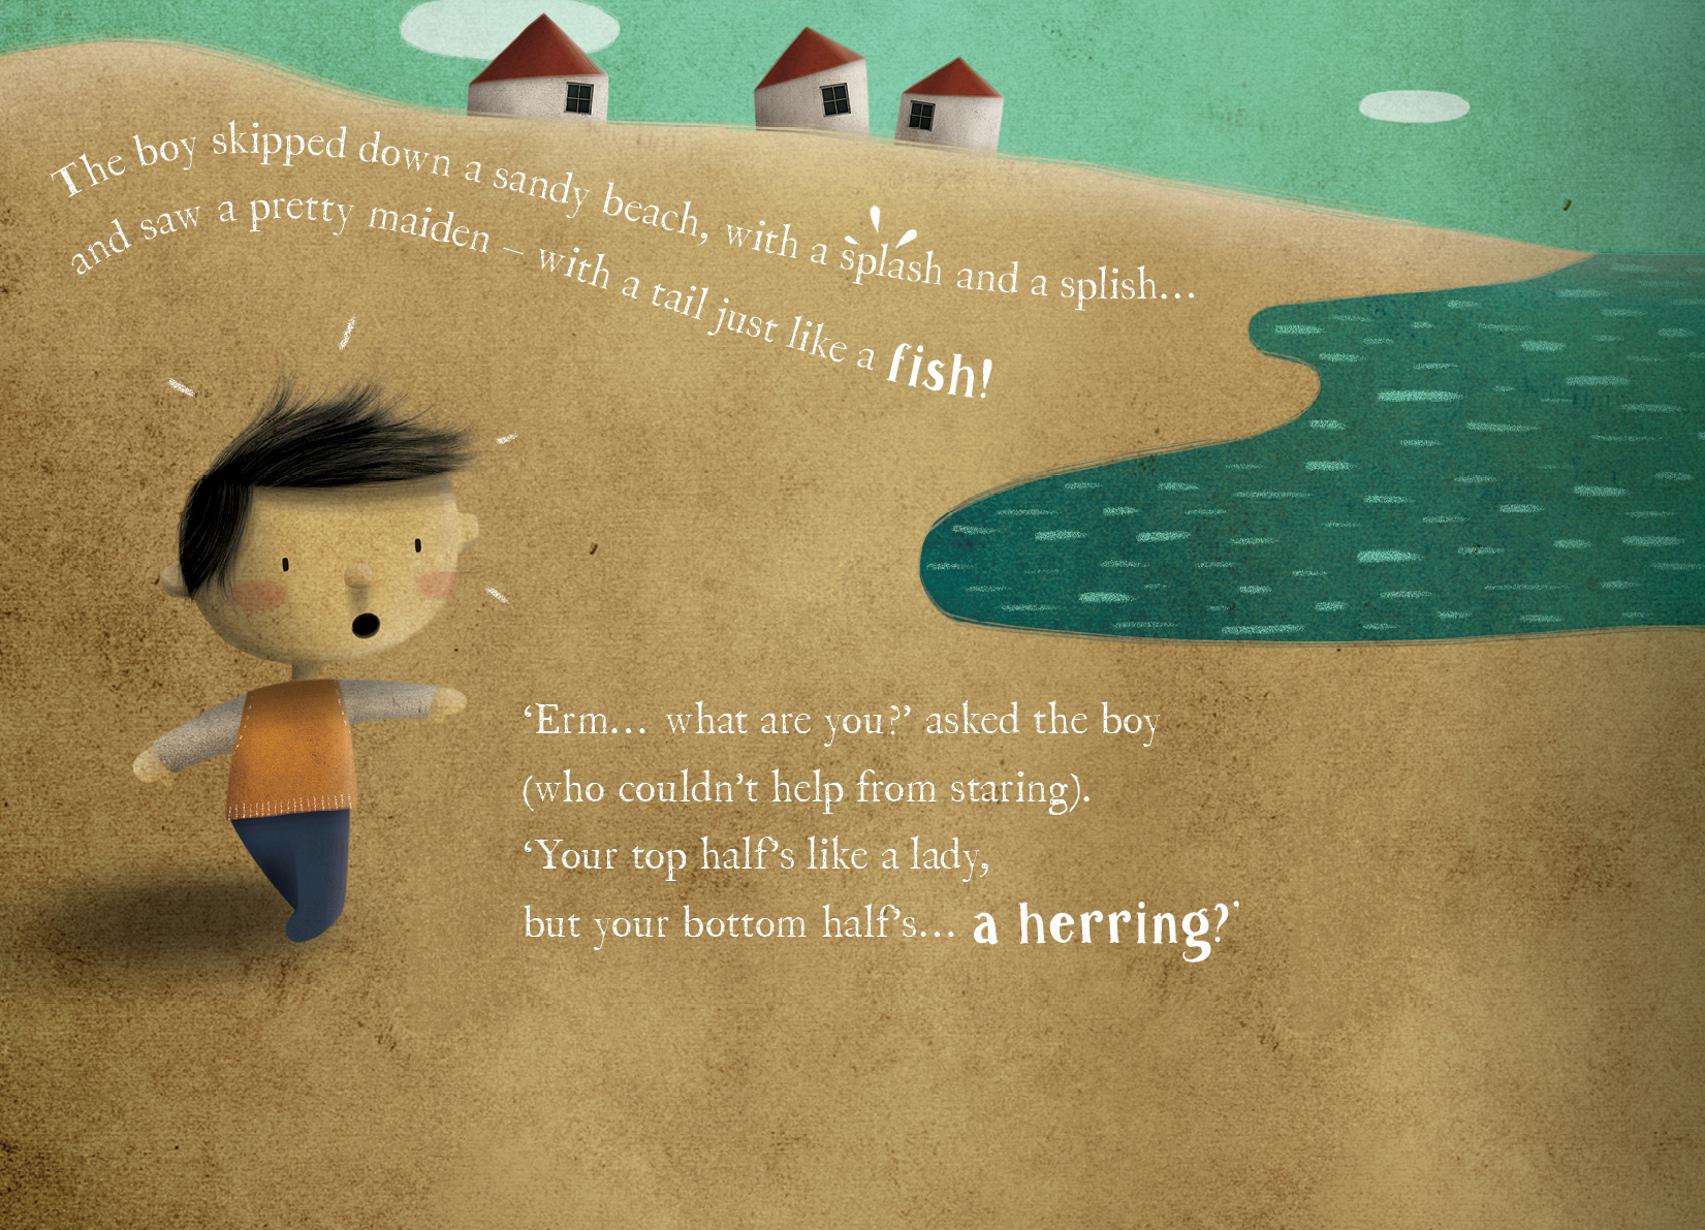 The boy skipped down a sandy beach, with a splash and a splish...
and saw a pretty maiden – with a tail just like a fish!
‘Erm... what are you?’ asked the boy
(who couldn’t help from staring).
‘Your top half’s like a lady,
but your bottom half’s... a herring?’